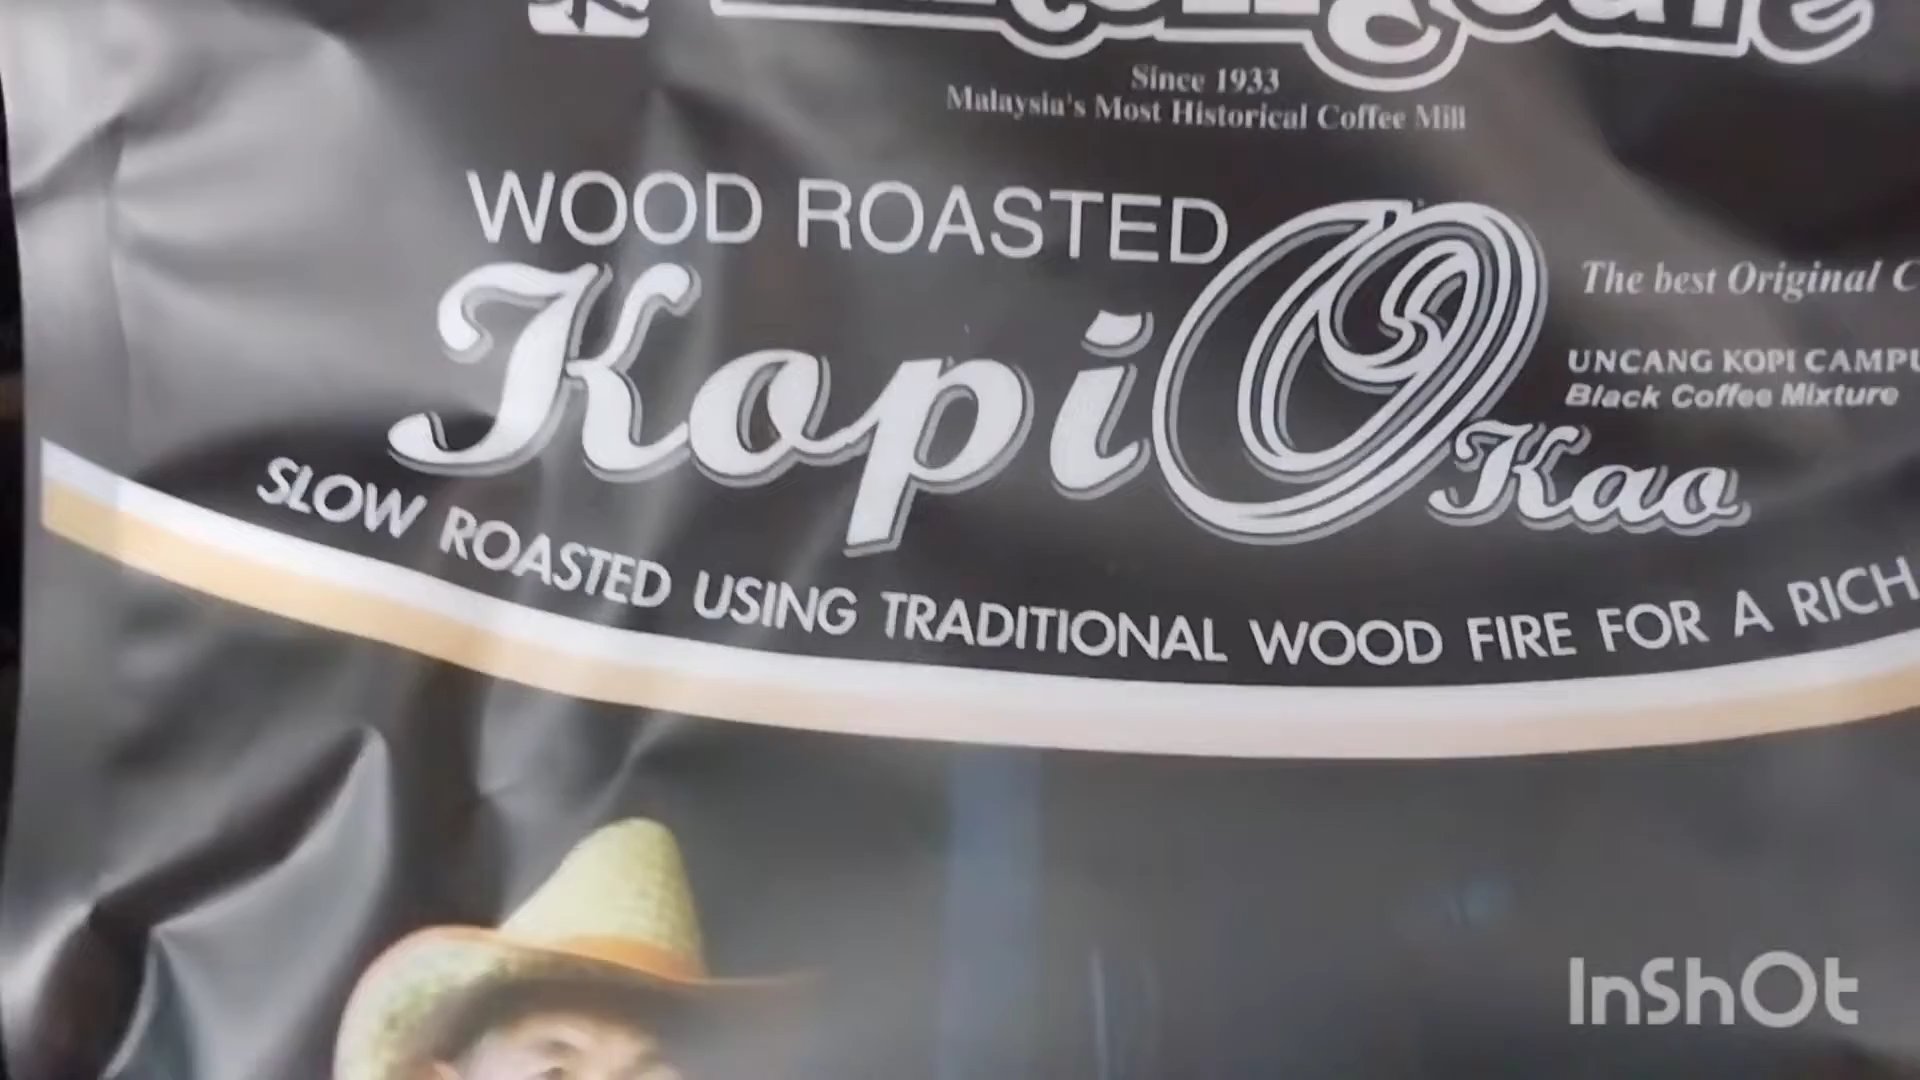 Since 1933
Malaysia's Most Historical Coffee Mill
WOOD ROASTED
Kopi O Kao
The best Original
UNCANG KOPI
Black Coffee Mixture
SLOW ROASTED USING TRADITIONAL WOOD FIRE FOR A RICH
InShOt